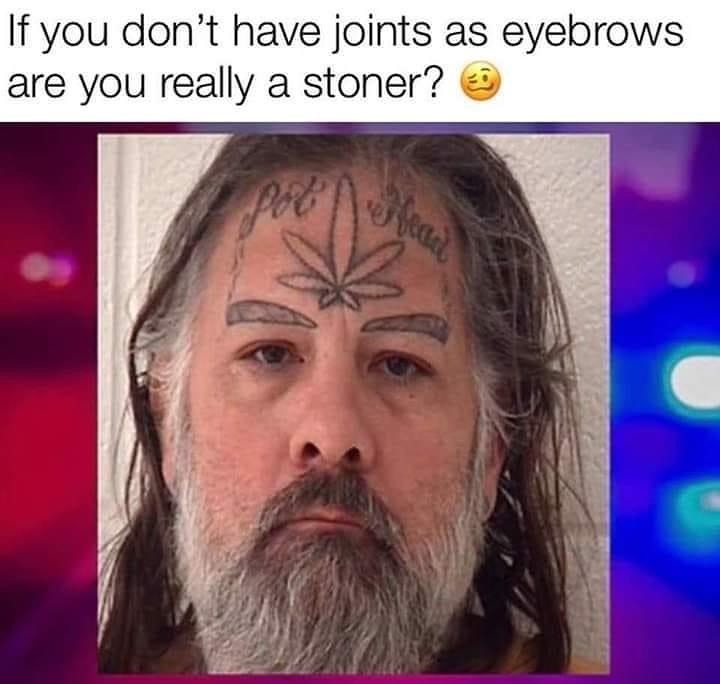 If you don’t have joints as eyebrows
are you really a stoner? 🥴
Pot Head